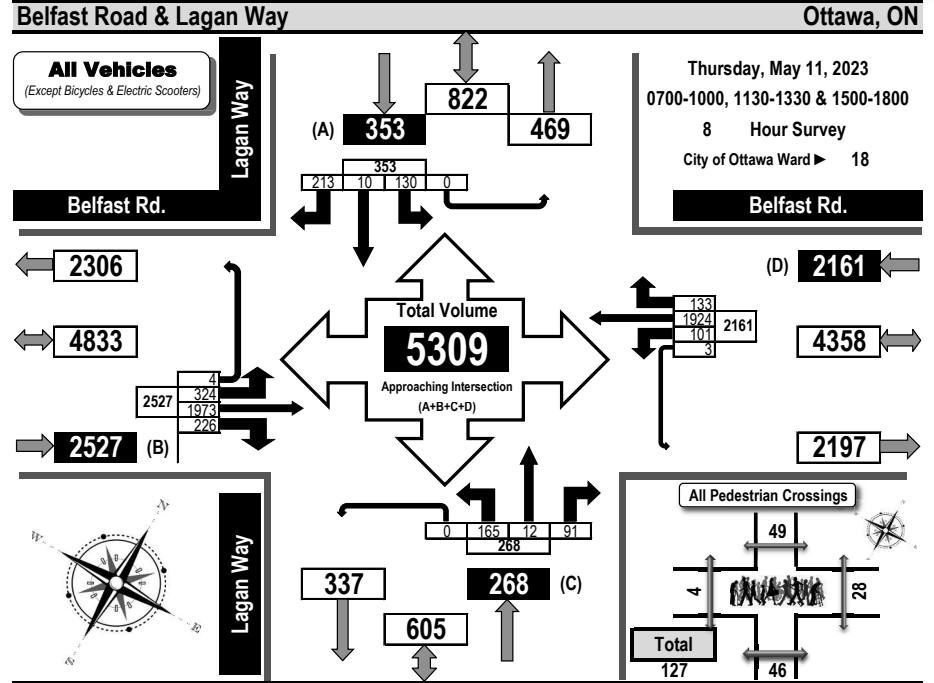 Belfast Road & Lagan Way
Ottawa, ON
All Vehicles
(Except Bicycles & Electric Scooters)
Lagan Way
Belfast Rd.
822
(A) 353
469
353
213 10 130 0
Thursday, May 11, 2023
0700-1000, 1130-1330 & 1500-1800
8 Hour Survey
City of Ottawa Ward ► 18
Belfast Rd.
2306
4833
4
324
1973
226
2527
2527 (B)
Total Volume
5309
Approaching Intersection
(A+B+C+D)
(D) 2161
133
1924
101
3
2161
4358
2197
N
W
E
S
Lagan Way
0 165 12 91
268
337
268 (C)
605
All Pedestrian Crossings
49
4
28
46
Total
127